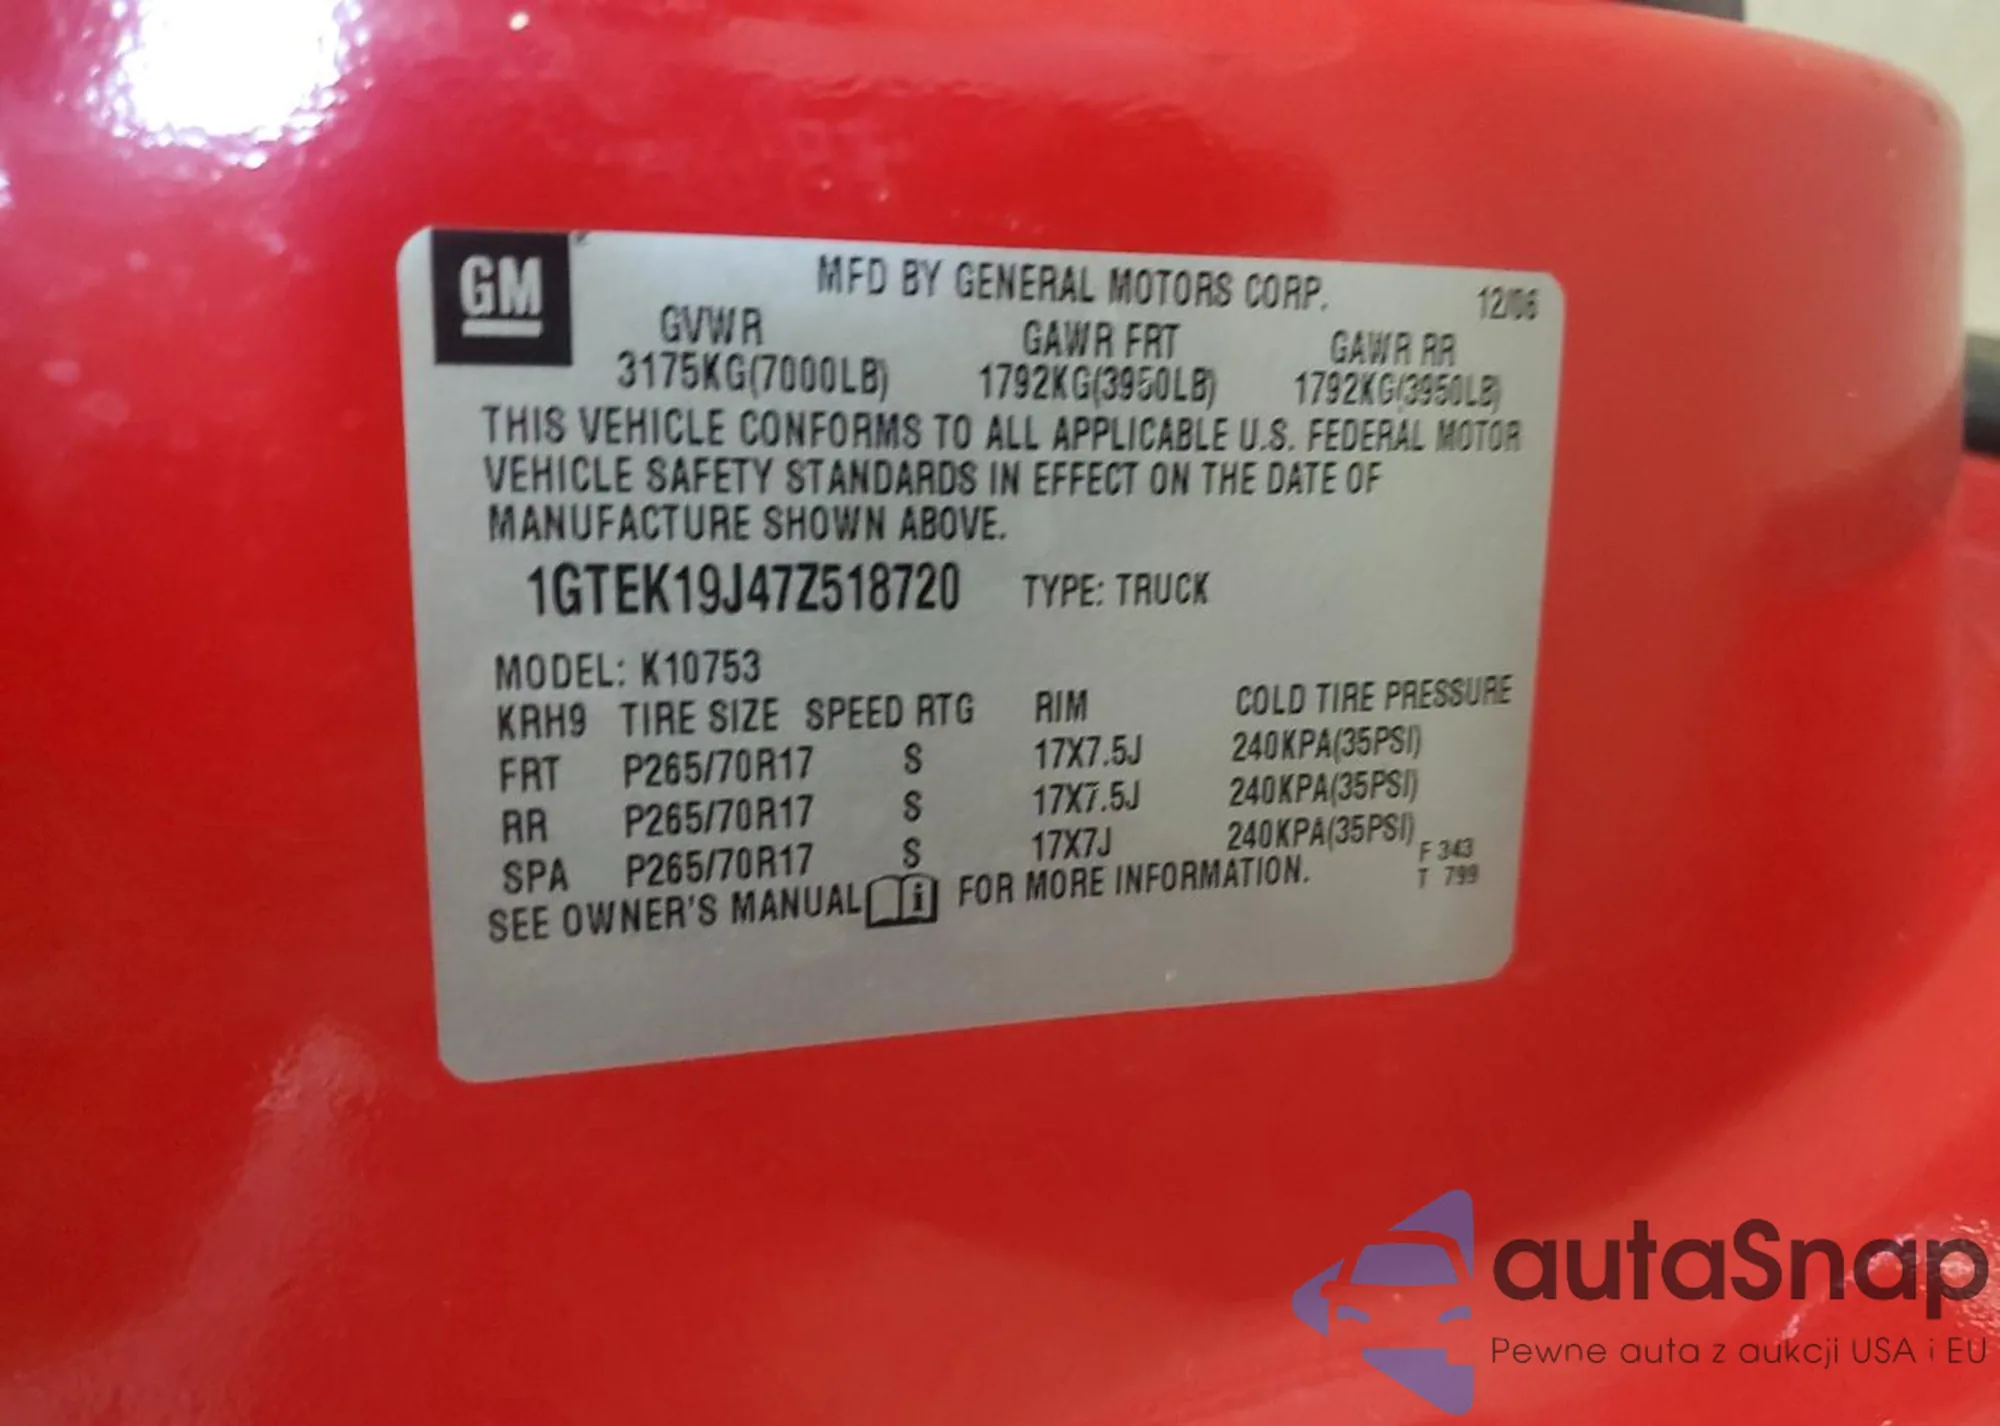 GM
MFD BY GENERAL MOTORS CORP. 12/06
GVWR GAWR FRT GAWR RR
3175KG(7000LB) 1792KG(3950LB) 1792KG(3950LB)
THIS VEHICLE CONFORMS TO ALL APPLICABLE U.S. FEDERAL MOTOR
VEHICLE SAFETY STANDARDS IN EFFECT ON THE DATE OF
MANUFACTURE SHOWN ABOVE.
1GTEK19J47Z518720 TYPE: TRUCK
MODEL: K10753
KRH9 TIRE SIZE SPEED RTG RIM COLD TIRE PRESSURE
FRT P265/70R17 S 17X7.5J 240KPA(35PSI)
RR P265/70R17 S 17X7.5J 240KPA(35PSI)
SPA P265/70R17 S 17X7J 240KPA(35PSI)
SEE OWNER'S MANUAL i FOR MORE INFORMATION.
F 343
T 799
autaSnap
Pewne auta z aukcji USA i EU